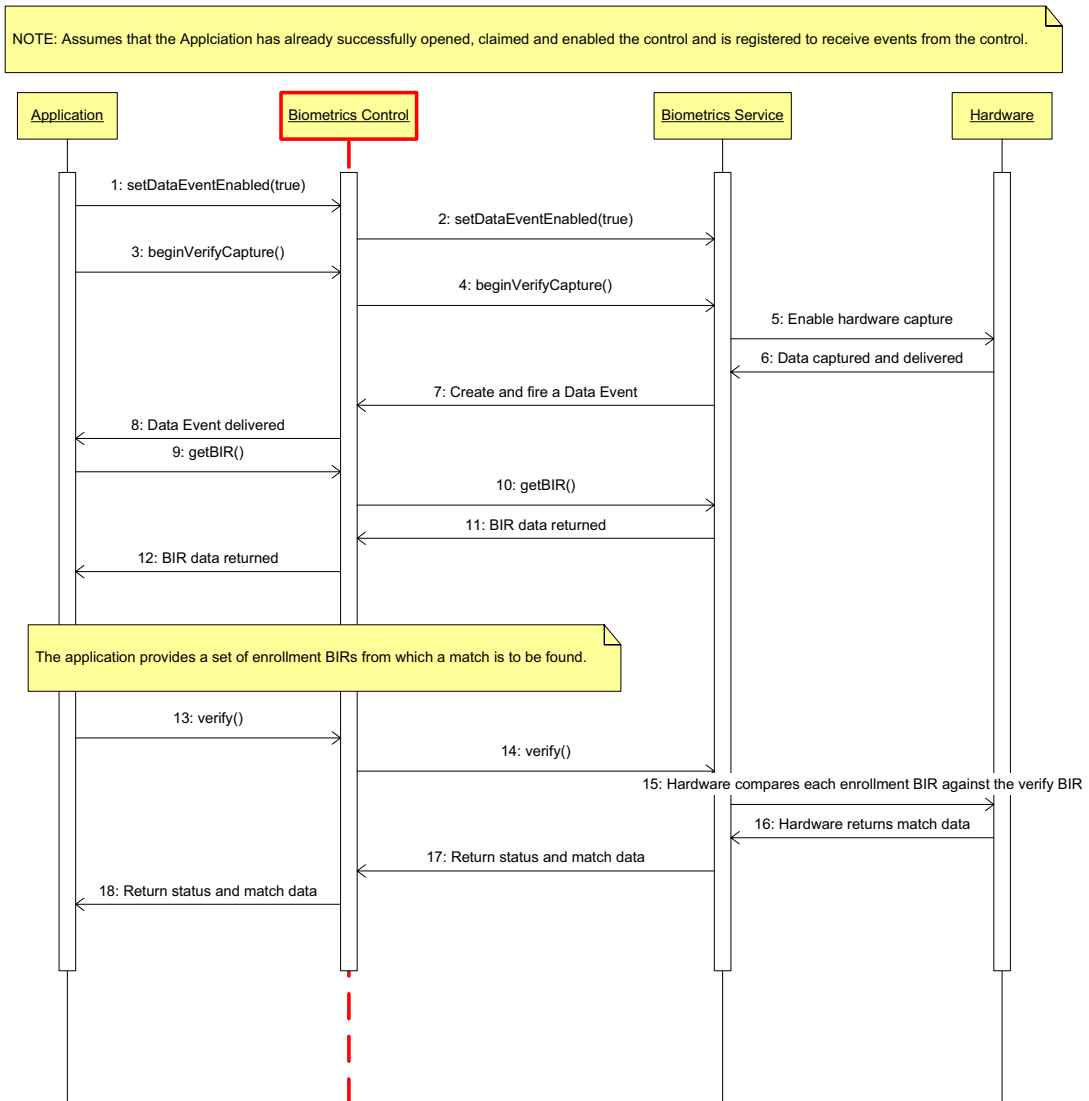 NOTE: Assumes that the Applciation has already successfully opened, claimed and enabled the control and is registered to receive events from the control.
Application
Biometrics Control
Biometrics Service
Hardware
1: setDataEventEnabled(true)
2: setDataEventEnabled(true)
3: beginVerifyCapture()
4: beginVerifyCapture()
5: Enable hardware capture
6: Data captured and delivered
7: Create and fire a Data Event
8: Data Event delivered
9: getBIR()
10: getBIR()
11: BIR data returned
12: BIR data returned
The application provides a set of enrollment BIRs from which a match is to be found.
13: verify()
14: verify()
15: Hardware compares each enrollment BIR against the verify BIR
16: Hardware returns match data
17: Return status and match data
18: Return status and match data